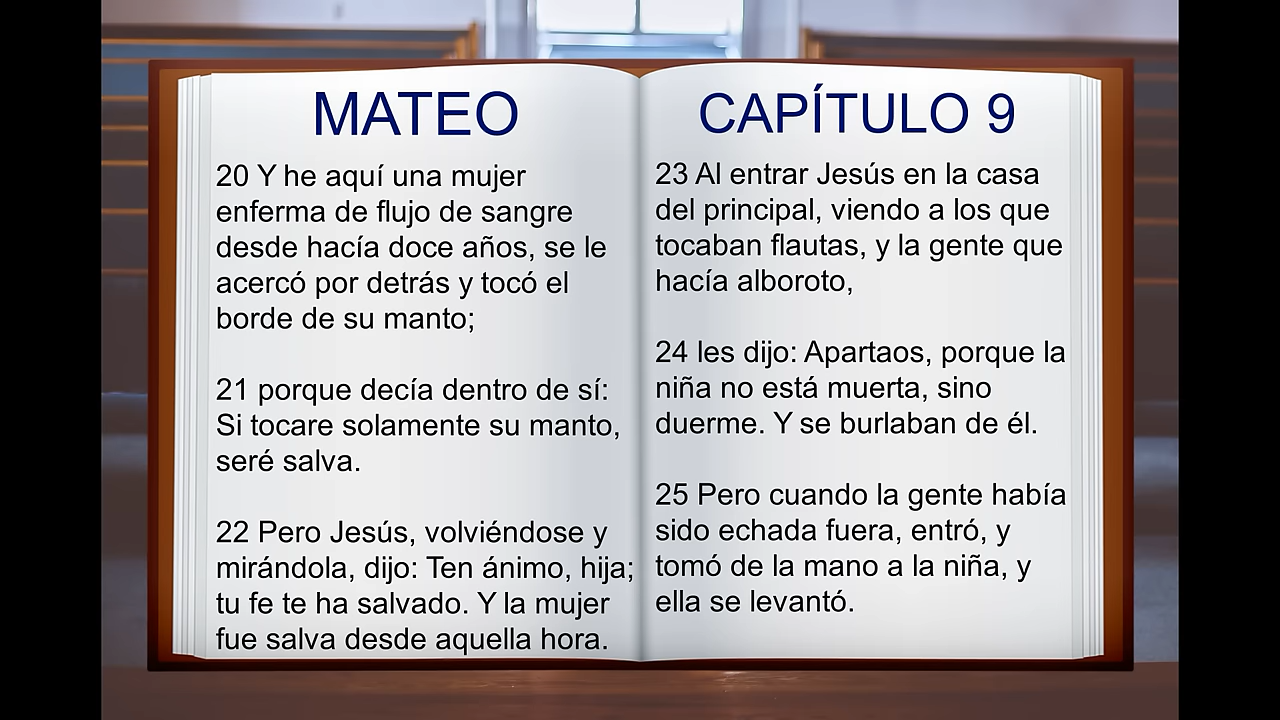 MATEO
20 Y he aquí una mujer
enferma de flujo de sangre
desde hacía doce años, se le
acercó por detrás y tocó el
borde de su manto;
21 porque decía dentro de sí:
Si tocare solamente su manto,
seré salva.
22 Pero Jesús, volviéndose y
mirándola, dijo: Ten ánimo, hija;
tu fe te ha salvado. Y la mujer
fue salva desde aquella hora.
CAPÍTULO 9
23 Al entrar Jesús en la casa
del principal, viendo a los que
tocaban flautas, y la gente que
hacía alboroto,
24 les dijo: Apartaos, porque la
niña no está muerta, sino
duerme. Y se burlaban de él.
25 Pero cuando la gente había
sido echada fuera, entró, y
tomó de la mano a la niña, y
ella se levantó.